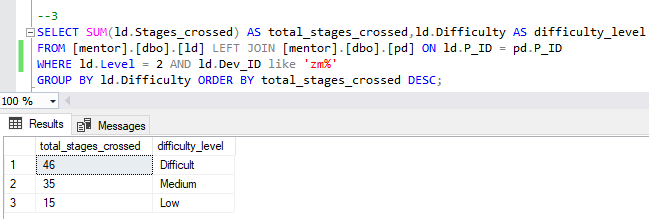 --3
SELECT SUM(ld.Stages_crossed) AS total_stages_crossed,ld.Difficulty AS difficulty_level
FROM [mentor].[dbo].[ld] LEFT JOIN [mentor].[dbo].[pd] ON ld.P_ID = pd.P_ID
WHERE ld.Level = 2 AND ld.Dev_ID like 'zm%'
GROUP BY ld.Difficulty ORDER BY total_stages_crossed DESC;
100 %
Results Messages
total_stages_crossed difficulty_level
1 46 Difficult
2 35 Medium
3 15 Low